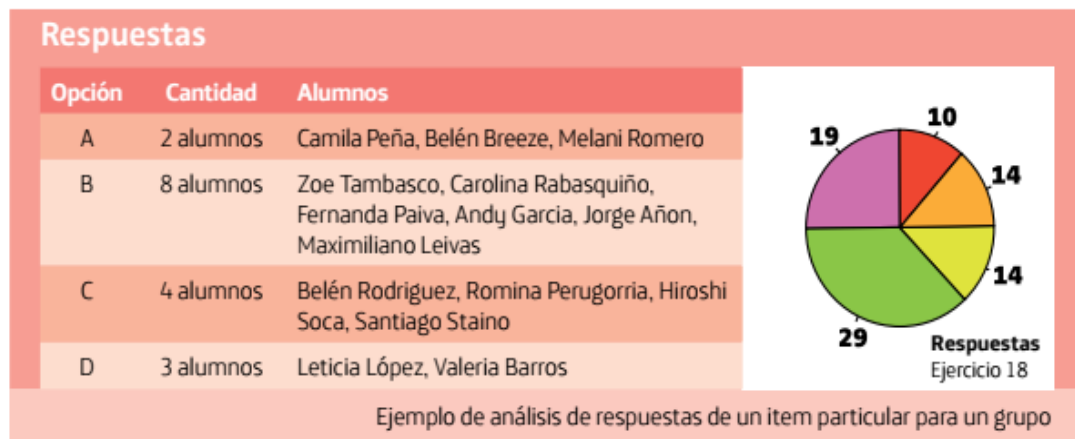 Respuestas
Opción Cantidad Alumnos
A 2 alumnos Camila Peña, Belén Breeze, Melani Romero
B 8 alumnos Zoe Tambasco, Carolina Rabasquiño,
Fernanda Paiva, Andy Garcia, Jorge Añon,
Maximiliano Leivas
C 4 alumnos Belén Rodriguez, Romina Perugorria, Hiroshi
Soca, Santiago Staino
D 3 alumnos Leticia López, Valeria Barros
10
19
14
14
29
Respuestas
Ejercicio 18
Ejemplo de análisis de respuestas de un item particular para un grupo